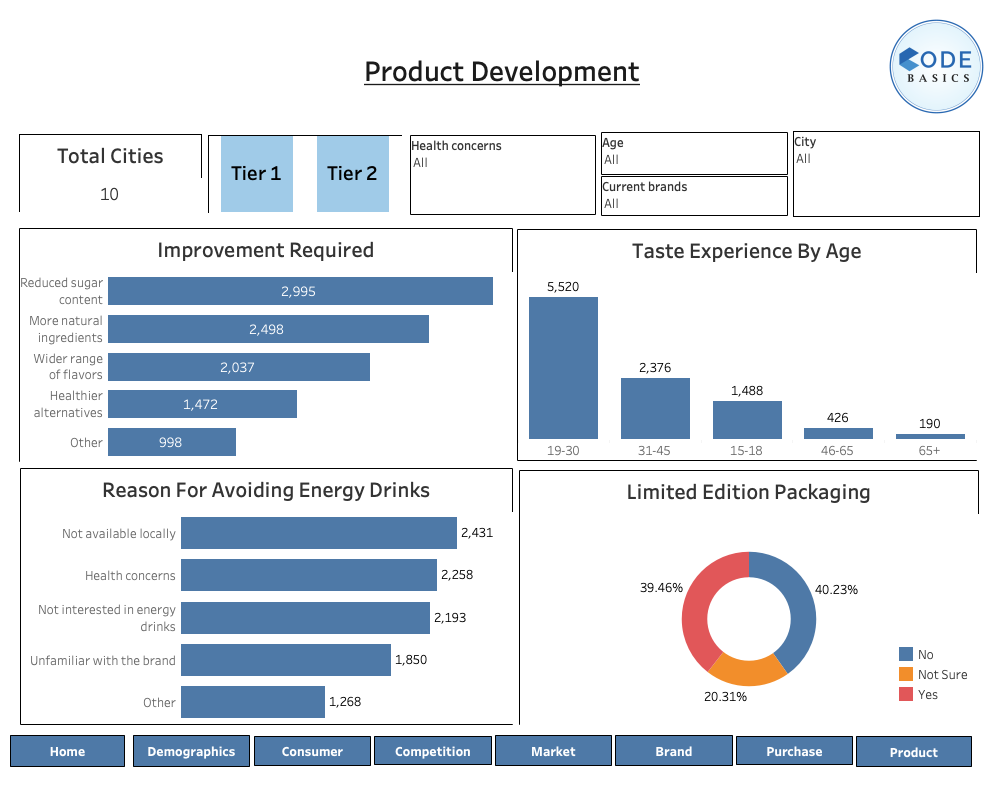 Product Development
CODE
BASICS
Total Cities
10
Tier 1
Tier 2
Health concerns
All
Age
All
Current brands
All
City
All
Improvement Required
Reduced sugar
content
2,995
More natural
ingredients
2,498
Wider range
of flavors
2,037
Healthier
alternatives
1,472
Other
998
Taste Experience By Age
5,520
2,376
1,488
426
190
19-30
31-45
15-18
46-65
65+
Reason For Avoiding Energy Drinks
Not available locally
2,431
Health concerns
2,258
Not interested in energy
drinks
2,193
Unfamiliar with the brand
1,850
Other
1,268
Limited Edition Packaging
39.46%
40.23%
20.31%
No
Not Sure
Yes
Home
Demographics
Consumer
Competition
Market
Brand
Purchase
Product